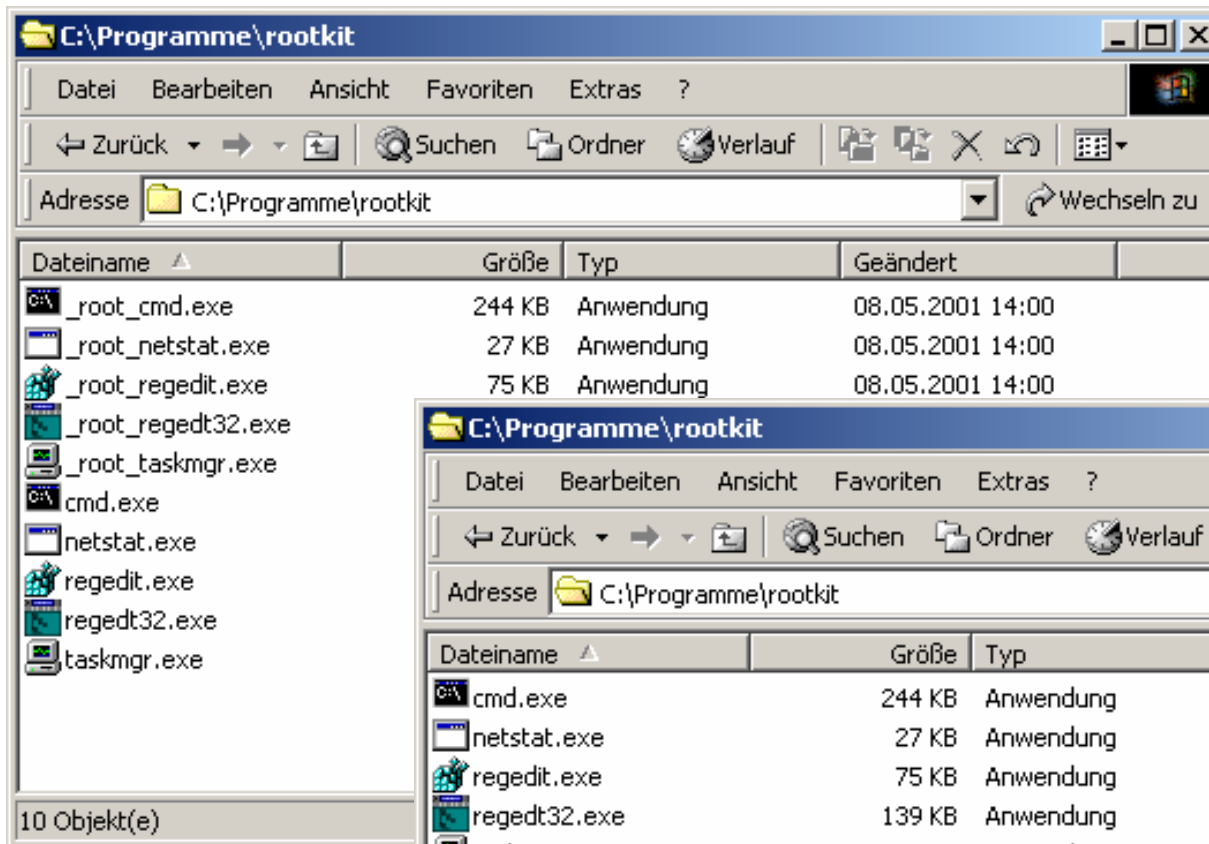 C:\Programme\rootkit
Datei Bearbeiten Ansicht Favoriten Extras ?
Zurück Suchen Ordner Verlauf
Adresse C:\Programme\rootkit Wechseln zu
Dateiname Größe Typ Geändert
_root_cmd.exe 244 KB Anwendung 08.05.2001 14:00
_root_netstat.exe 27 KB Anwendung 08.05.2001 14:00
_root_regedit.exe 75 KB Anwendung 08.05.2001 14:00
_root_regedt32.exe
_root_taskmgr.exe
cmd.exe
netstat.exe
regedit.exe
regedt32.exe
taskmgr.exe
10 Objekt(e)
C:\Programme\rootkit
Datei Bearbeiten Ansicht Favoriten Extras ?
Zurück Suchen Ordner Verlauf
Adresse C:\Programme\rootkit
Dateiname Größe Typ
cmd.exe 244 KB Anwendung
netstat.exe 27 KB Anwendung
regedit.exe 75 KB Anwendung
regedt32.exe 139 KB Anwendung